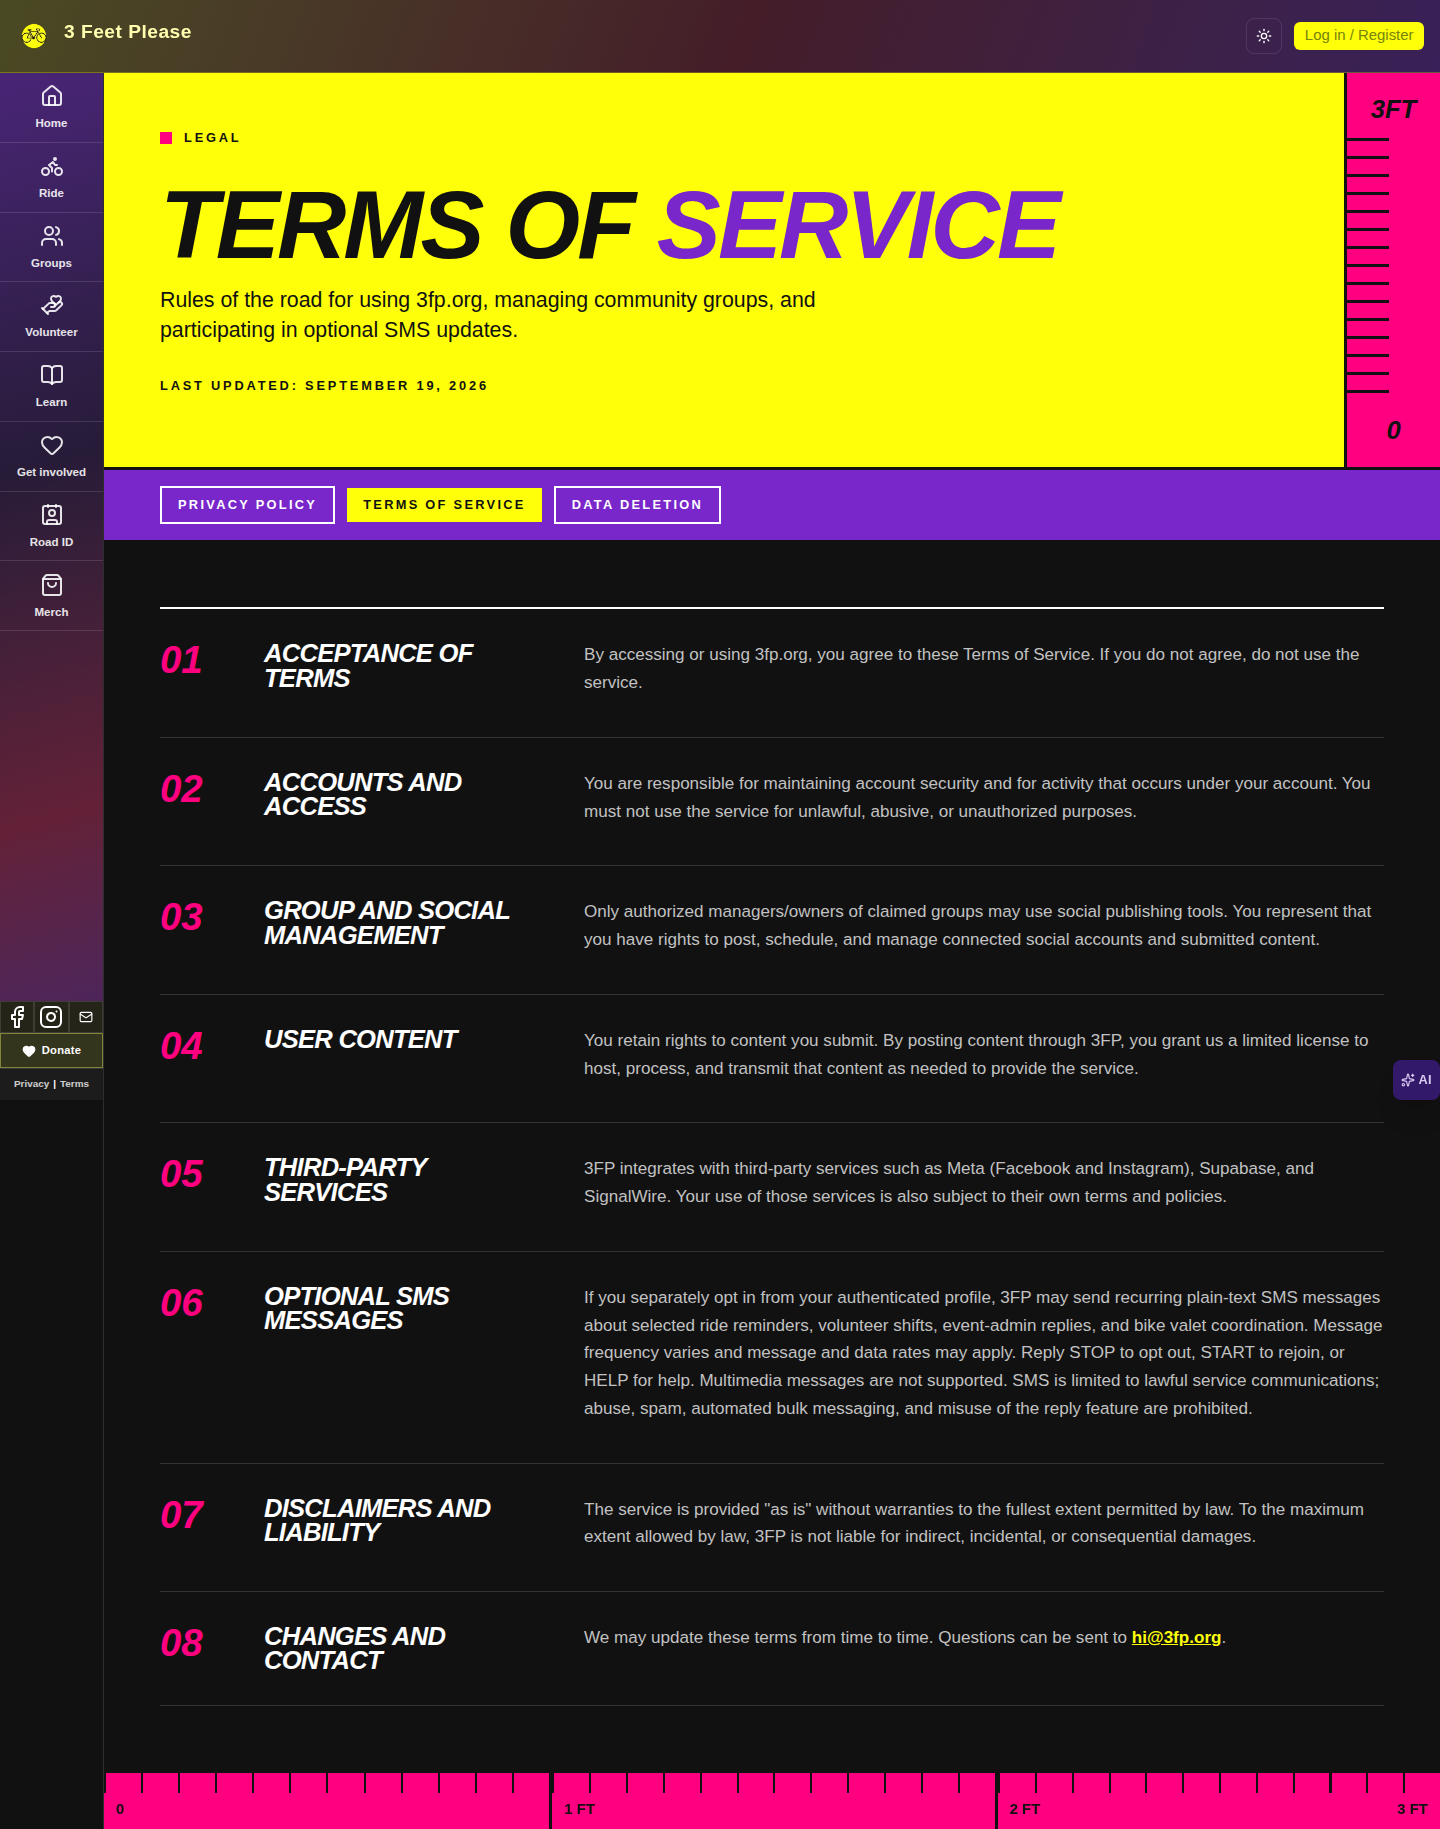 3 Feet Please
Log in / Register
Home
Ride
Groups
Volunteer
Learn
Get involved
Road ID
Merch
Donate
Privacy | Terms
LEGAL
TERMS OF SERVICE
Rules of the road for using 3fp.org, managing community groups, and
participating in optional SMS updates.
LAST UPDATED: SEPTEMBER 19, 2026
3FT
0
PRIVACY POLICY
TERMS OF SERVICE
DATA DELETION
01
ACCEPTANCE OF
TERMS
By accessing or using 3fp.org, you agree to these Terms of Service. If you do not agree, do not use the
service.
02
ACCOUNTS AND
ACCESS
You are responsible for maintaining account security and for activity that occurs under your account. You
must not use the service for unlawful, abusive, or unauthorized purposes.
03
GROUP AND SOCIAL
MANAGEMENT
Only authorized managers/owners of claimed groups may use social publishing tools. You represent that
you have rights to post, schedule, and manage connected social accounts and submitted content.
04
USER CONTENT
You retain rights to content you submit. By posting content through 3FP, you grant us a limited license to
host, process, and transmit that content as needed to provide the service.
05
THIRD-PARTY
SERVICES
3FP integrates with third-party services such as Meta (Facebook and Instagram), Supabase, and
SignalWire. Your use of those services is also subject to their own terms and policies.
06
OPTIONAL SMS
MESSAGES
If you separately opt in from your authenticated profile, 3FP may send recurring plain-text SMS messages
about selected ride reminders, volunteer shifts, event-admin replies, and bike valet coordination. Message
frequency varies and message and data rates may apply. Reply STOP to opt out, START to rejoin, or
HELP for help. Multimedia messages are not supported. SMS is limited to lawful service communications;
abuse, spam, automated bulk messaging, and misuse of the reply feature are prohibited.
07
DISCLAIMERS AND
LIABILITY
The service is provided "as is" without warranties to the fullest extent permitted by law. To the maximum
extent allowed by law, 3FP is not liable for indirect, incidental, or consequential damages.
08
CHANGES AND
CONTACT
We may update these terms from time to time. Questions can be sent to hi@3fp.org.
AI
0
1 FT
2 FT
3 FT